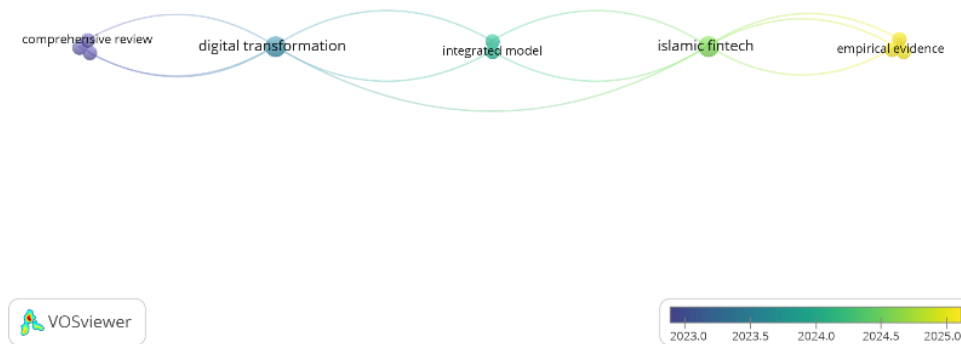 comprehensive review
digital transformation
integrated model
islamic fintech
empirical evidence
VOSviewer
2023.0 2023.5 2024.0 2024.5 2025.0